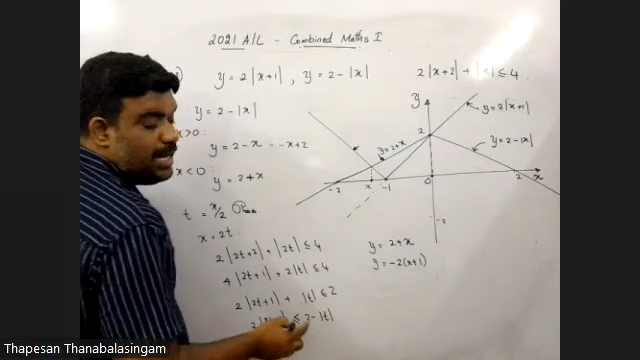 2021 A/L - Combined Maths I
y = 2|x+1| , y = 2-|x|
2|x+2| + |x| ≤ 4
y = 2-|x|
x>0:
y = 2-x = -x+2
x<0:
y = 2+x
t = x/2
x = 2t
2|2t+2| + |2t| ≤ 4
4|t+1| + 2|t| ≤ 4
2|2t+1| + |t| ≤ 2
≤ 2-|t|
y
y = 2|x+1|
2
y = 2+x
y = 2-|x|
-2
x
-1
0
2
x
-2
y = 2+x
y = -2(x+1)
Thapesan Thanabalasingam